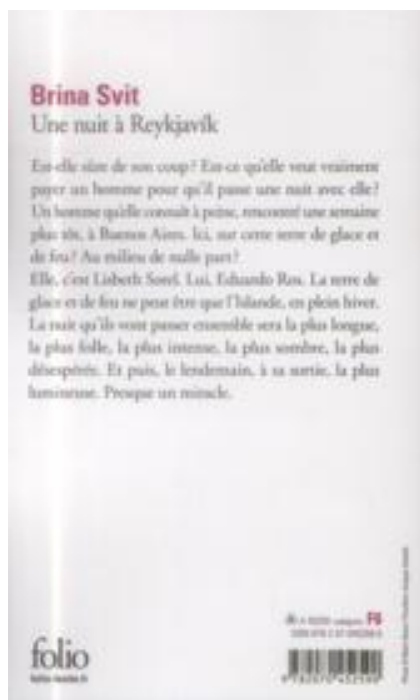 Brina Svit
Une nuit à Reykjavík
Est-elle sûre de son coup ? Est-ce qu'elle veut vraiment
payer un homme pour qu'il passe une nuit avec elle ?
Un homme qu'elle connaît à peine, rencontré une semaine
plus tôt, à Buenos Aires. Ici, sur cette terre de glace et
de feu ? Au milieu de nulle part ?
Elle, c'est Lisbeth Sorel. Lui, Eduardo Ros. La terre de
glace et de feu ne peut être que l'Islande, en plein hiver.
La nuit qu'ils vont passer ensemble sera la plus longue,
la plus folle, la plus intense, la plus sombre, la plus
désespérée. Et puis, le lendemain, à sa sortie, la plus
lumineuse. Presque un miracle.
F6
folio